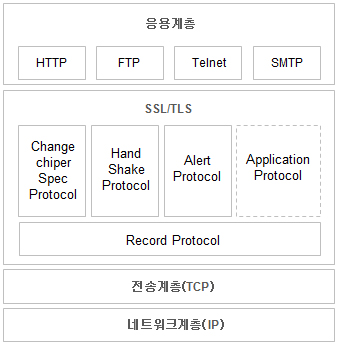 응용계층
HTTP
FTP
Telnet
SMTP
SSL/TLS
Change
chiper
Spec
Protocol
Hand
Shake
Protocol
Alert
Protocol
Application
Protocol
Record Protocol
전송계층(TCP)
네트워크계층(IP)